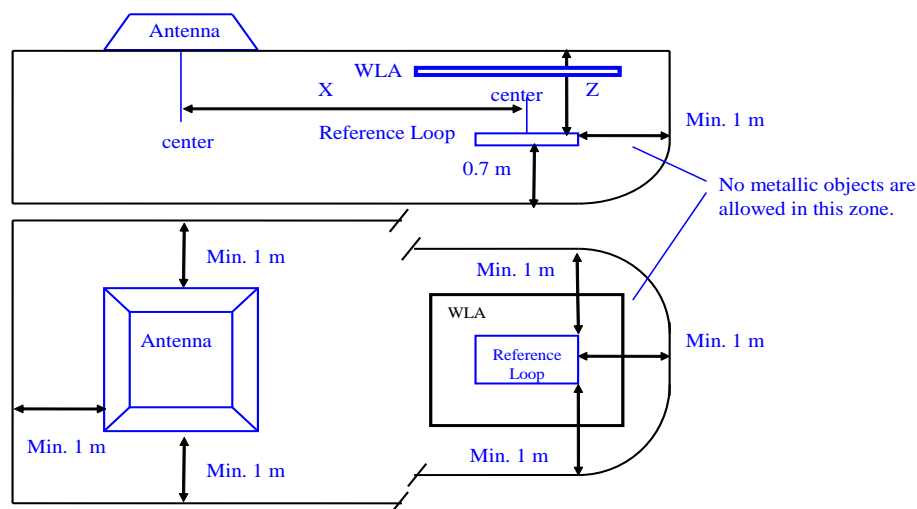 Antenna
WLA
X
center
Z
center
Reference Loop
Min. 1 m
0.7 m
No metallic objects are
allowed in this zone.
Min. 1 m
Min. 1 m
WLA
Antenna
Reference
Loop
Min. 1 m
Min. 1 m
Min. 1 m
Min. 1 m